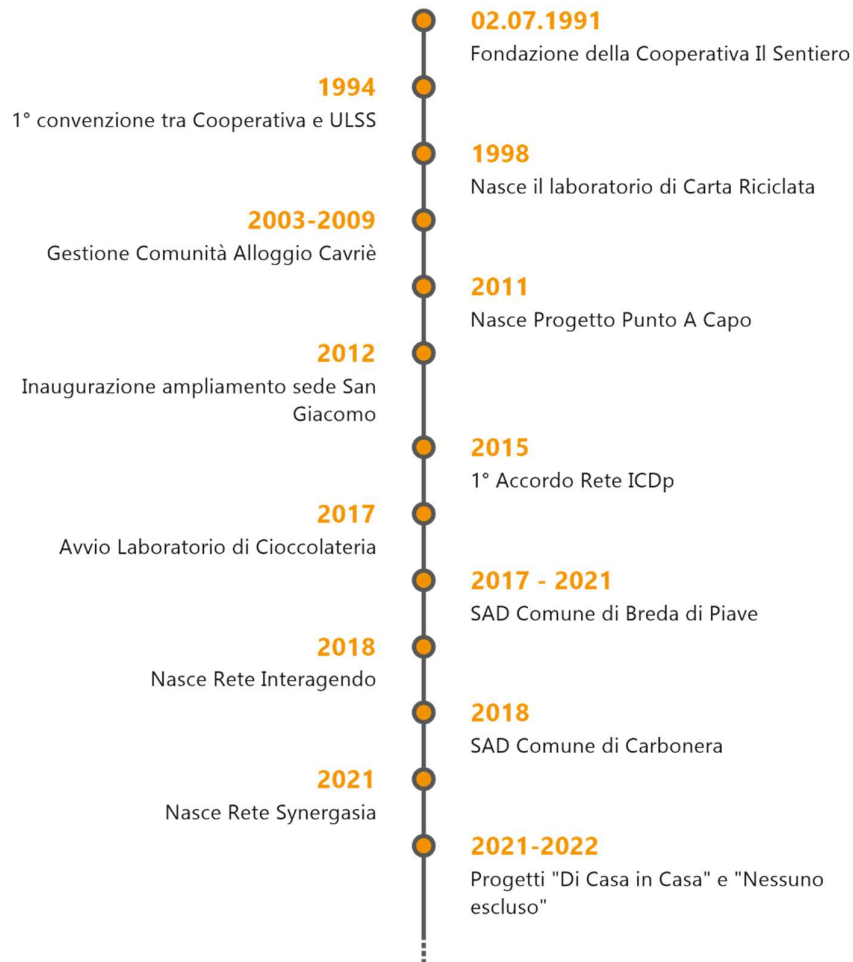 02.07.1991
Fondazione della Cooperativa Il Sentiero
1994
1° convenzione tra Cooperativa e ULSS
1998
Nasce il laboratorio di Carta Riciclata
2003-2009
Gestione Comunità Alloggio Cavriè
2011
Nasce Progetto Punto A Capo
2012
Inaugurazione ampliamento sede San
Giacomo
2015
1° Accordo Rete ICDp
2017
Avvio Laboratorio di Cioccolateria
2017 - 2021
SAD Comune di Breda di Piave
2018
Nasce Rete Interagendo
2018
SAD Comune di Carbonera
2021
Nasce Rete Synergasia
2021-2022
Progetti "Di Casa in Casa" e "Nessuno
escluso"